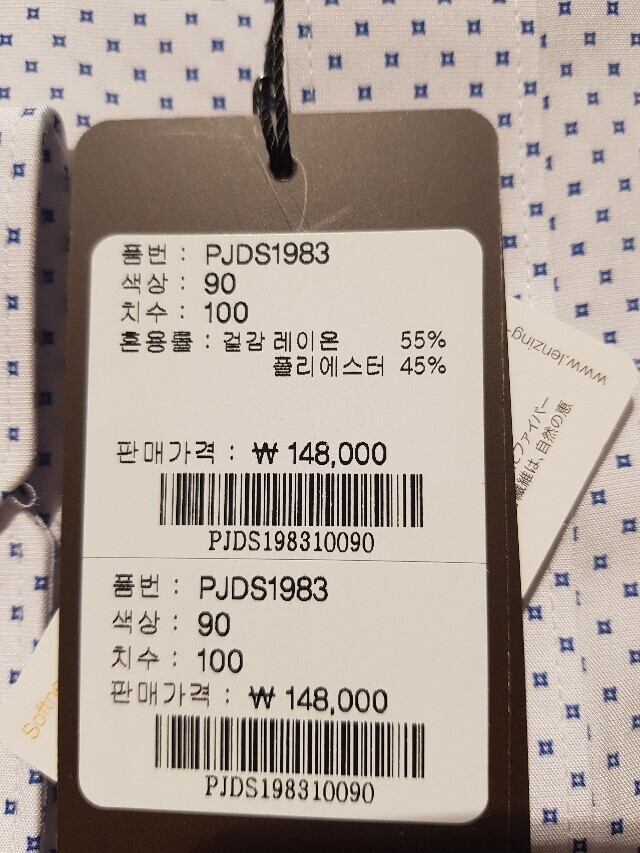 품번 : PJDS1983
색상 : 90
치수 : 100
혼용률 : 겉감 레이온 55%
폴리에스터 45%
판매가격 : ₩ 148,000
PJDS198310090
품번 : PJDS1983
색상 : 90
치수 : 100
판매가격 : ₩ 148,000
PJDS198310090
www.lenzing-
ファイバー
繊維は、自然の恵
Softn